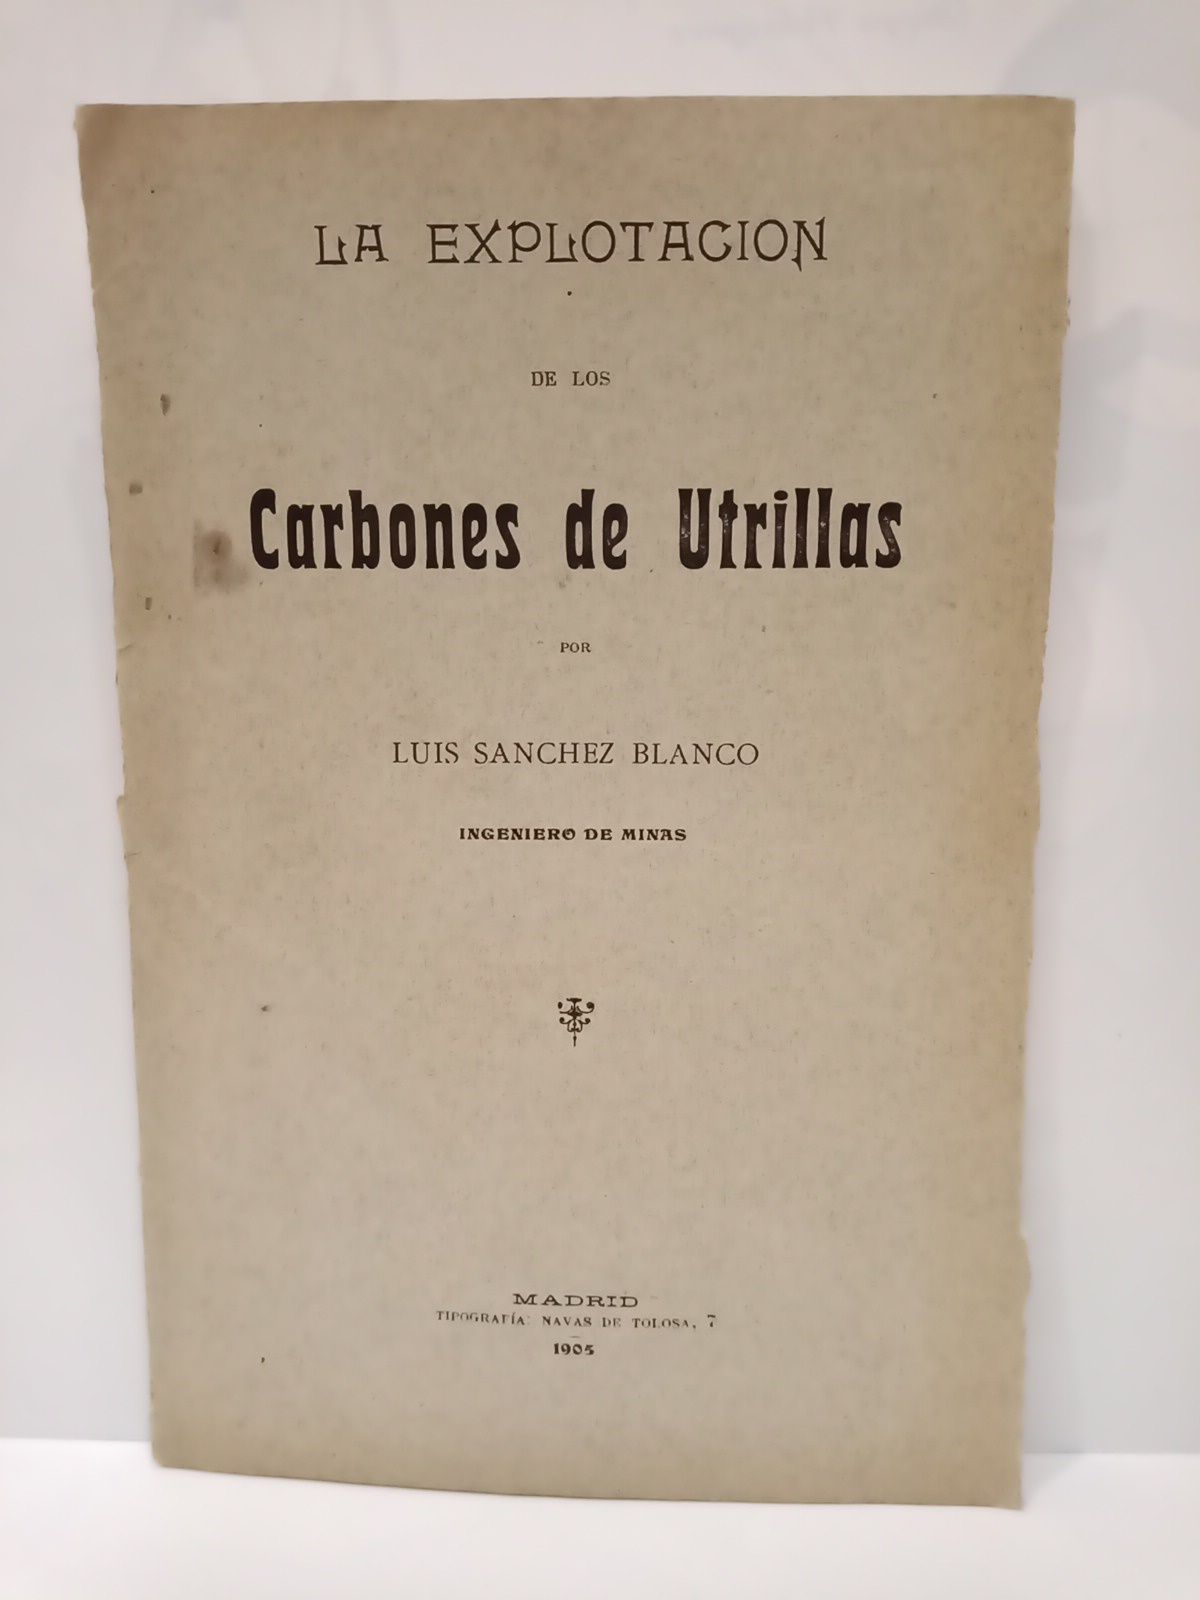 LA EXPLOTACION
DE LOS
Carbones de Utrillas
POR
LUIS SANCHEZ BLANCO
INGENIERO DE MINAS
MADRID
TIPOGRAFÍA: NAVAS DE TOLOSA, 7
1905